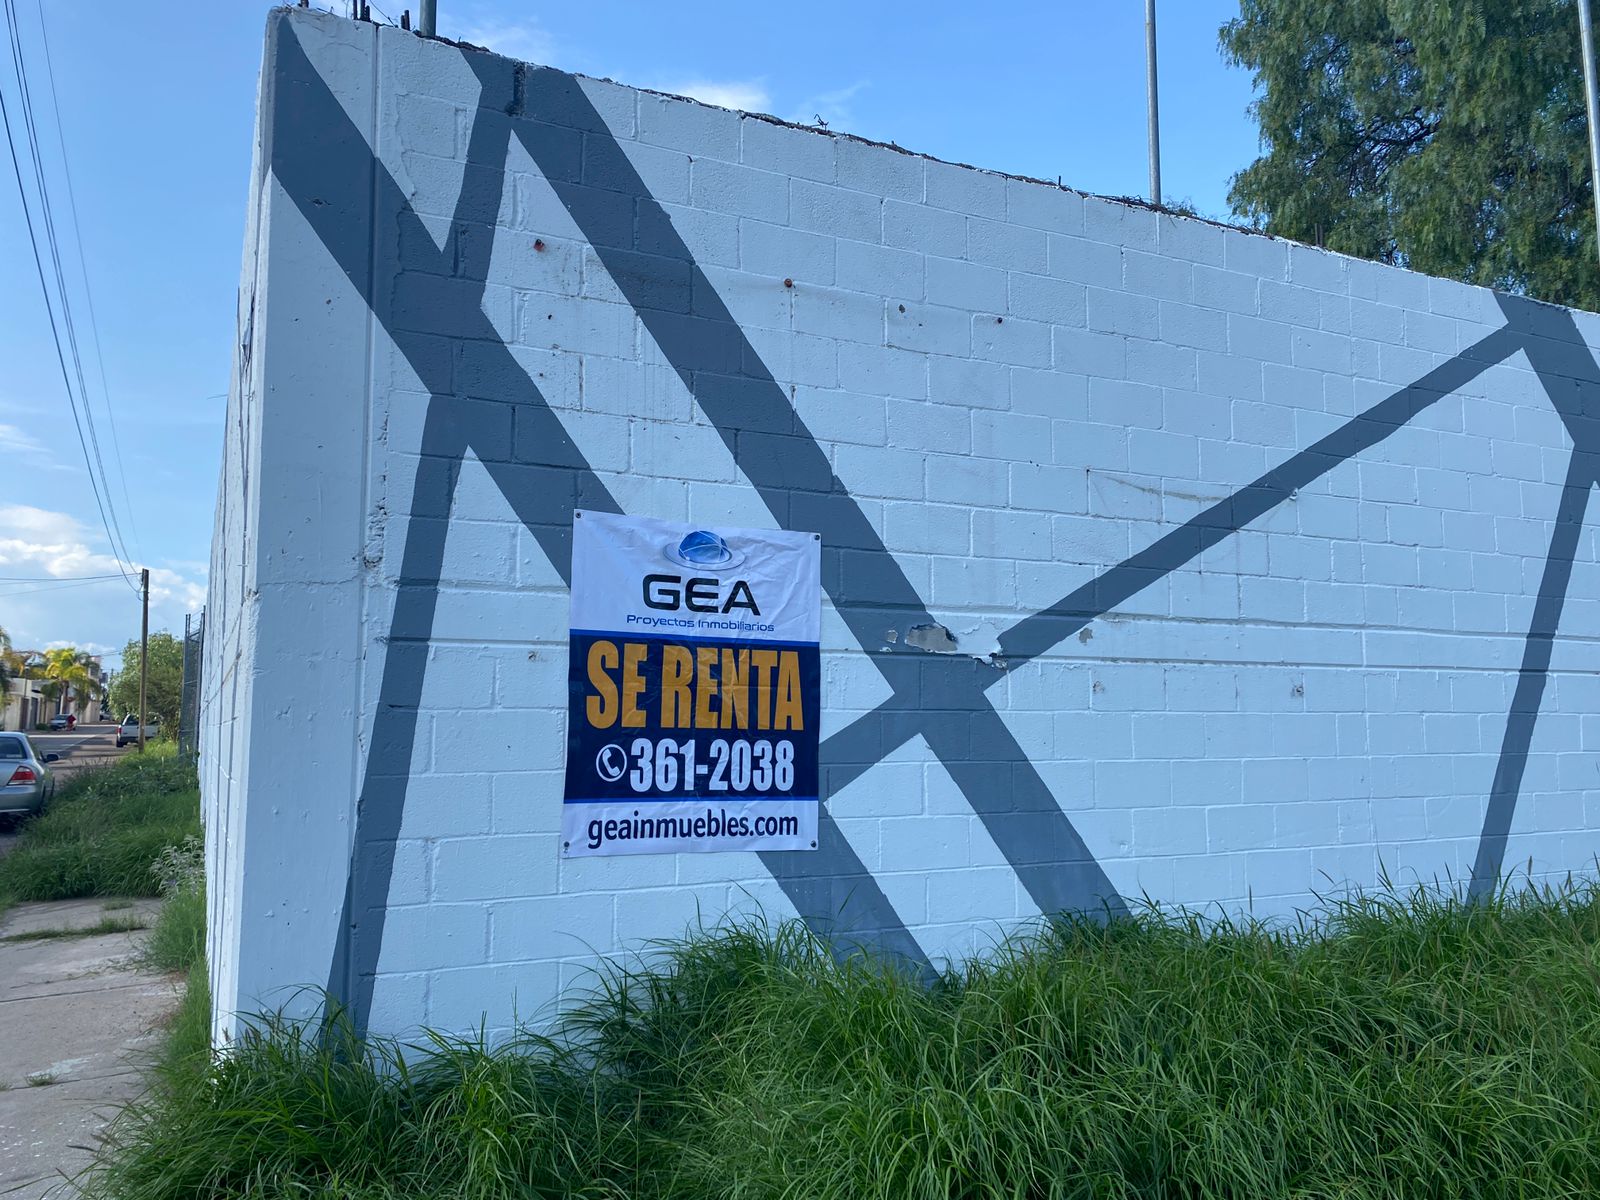 GEA
Proyectos Inmobiliarios
SE RENTA
361-2038
geainmuebles.com